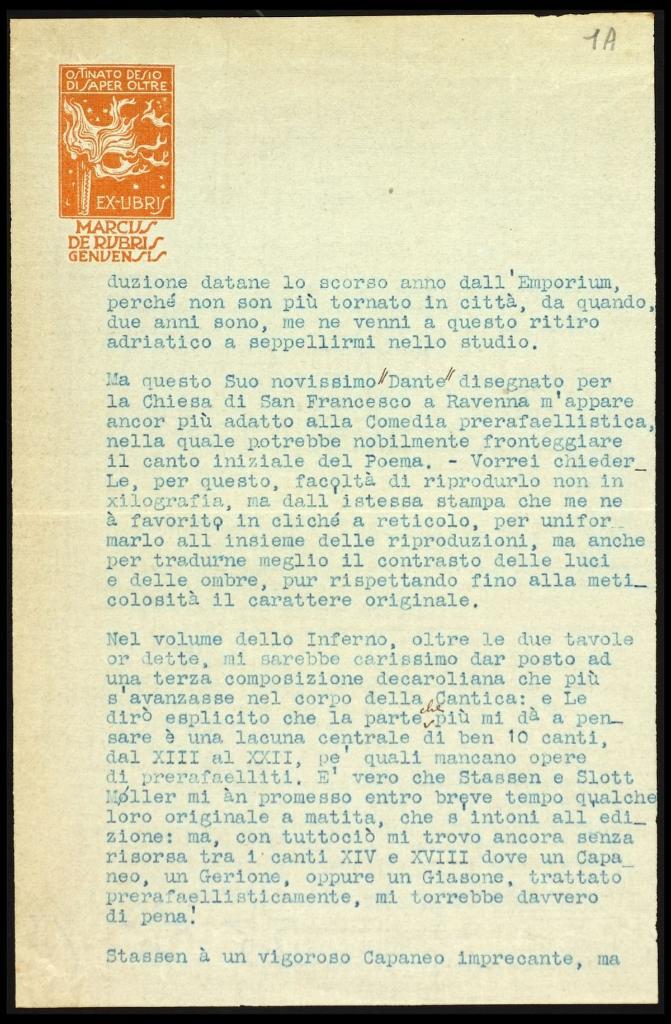 1A
OSTINATO DESIO
DI SAPER OLTRE
EX-LIBRIS
MARCUS
DE RUBRIS
GENUENSIS
duzione datane lo scorso anno dall'Emporium,
perché non son più tornato in città, da quando,
due anni sono, me ne venni a questo ritiro
adriatico a seppellirmi nello studio.
Ma questo Suo novissimo "Dante" disegnato per
la Chiesa di San Francesco a Ravenna m'appare
ancor più adatto alla Comedia prerafaellistica,
nella quale potrebbe nobilmente fronteggiare
il canto iniziale del Poema. - Vorrei chieder_
Le, per questo, facoltà di riprodurlo non in
xilografia, ma dall'istessa stampa che me ne
à favorito in cliché a reticolo, per unifor_
marlo all insieme delle riproduzioni, ma anche
per tradurne meglio il contrasto delle luci
e delle ombre, pur rispettando fino alla meti_
colosità il carattere originale.
Nel volume dello Inferno, oltre le due tavole
or dette, mi sarebbe carissimo dar posto ad
una terza composizione decaroliana che più
s'avanzasse nel corpo della Cantica: e Le
dirò esplicito che la parte che più mi dà a pen_
sare è una lacuna centrale di ben 10 canti,
dal XIII al XXII, pe' quali mancano opere
di prerafaelliti. E' vero che Stassen e Slott
Møller mi àn promesso entro breve tempo qualche
loro originale a matita, che s'intoni all edi_
zione: ma, con tuttociò mi trovo ancora senza
risorsa tra i canti XIV e XVIII dove un Capa_
neo, un Gerione, oppure un Giasone, trattato
prerafaellisticamente, mi torrebbe davvero
di pena!
Stassen à un vigoroso Capaneo imprecante, ma